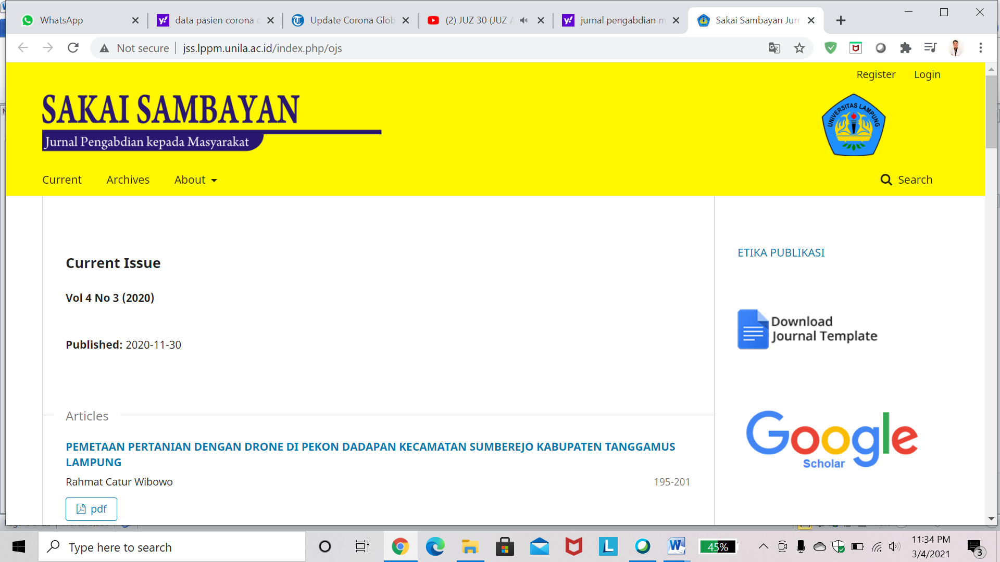 WhatsApp
data pasien corona
Update Corona Glob
(2) JUZ 30 (JUZ
jurnal pengabdian m
Sakai Sambayan Jurn
Not secure
jss.lppm.unila.ac.id/index.php/ojs
Register
Login
SAKAI SAMBAYAN
Jurnal Pengabdian kepada Masyarakat
UNIVERSITAS LAMPUNG
Current
Archives
About
Search
Current Issue
Vol 4 No 3 (2020)
Published: 2020-11-30
Articles
PEMETAAN PERTANIAN DENGAN DRONE DI PEKON DADAPAN KECAMATAN SUMBEREJO KABUPATEN TANGGAMUS
LAMPUNG
Rahmat Catur Wibowo
195-201
pdf
ETIKA PUBLIKASI
Download
Journal Template
Google
Scholar
Type here to search
45%
11:34 PM
3/4/2021
3